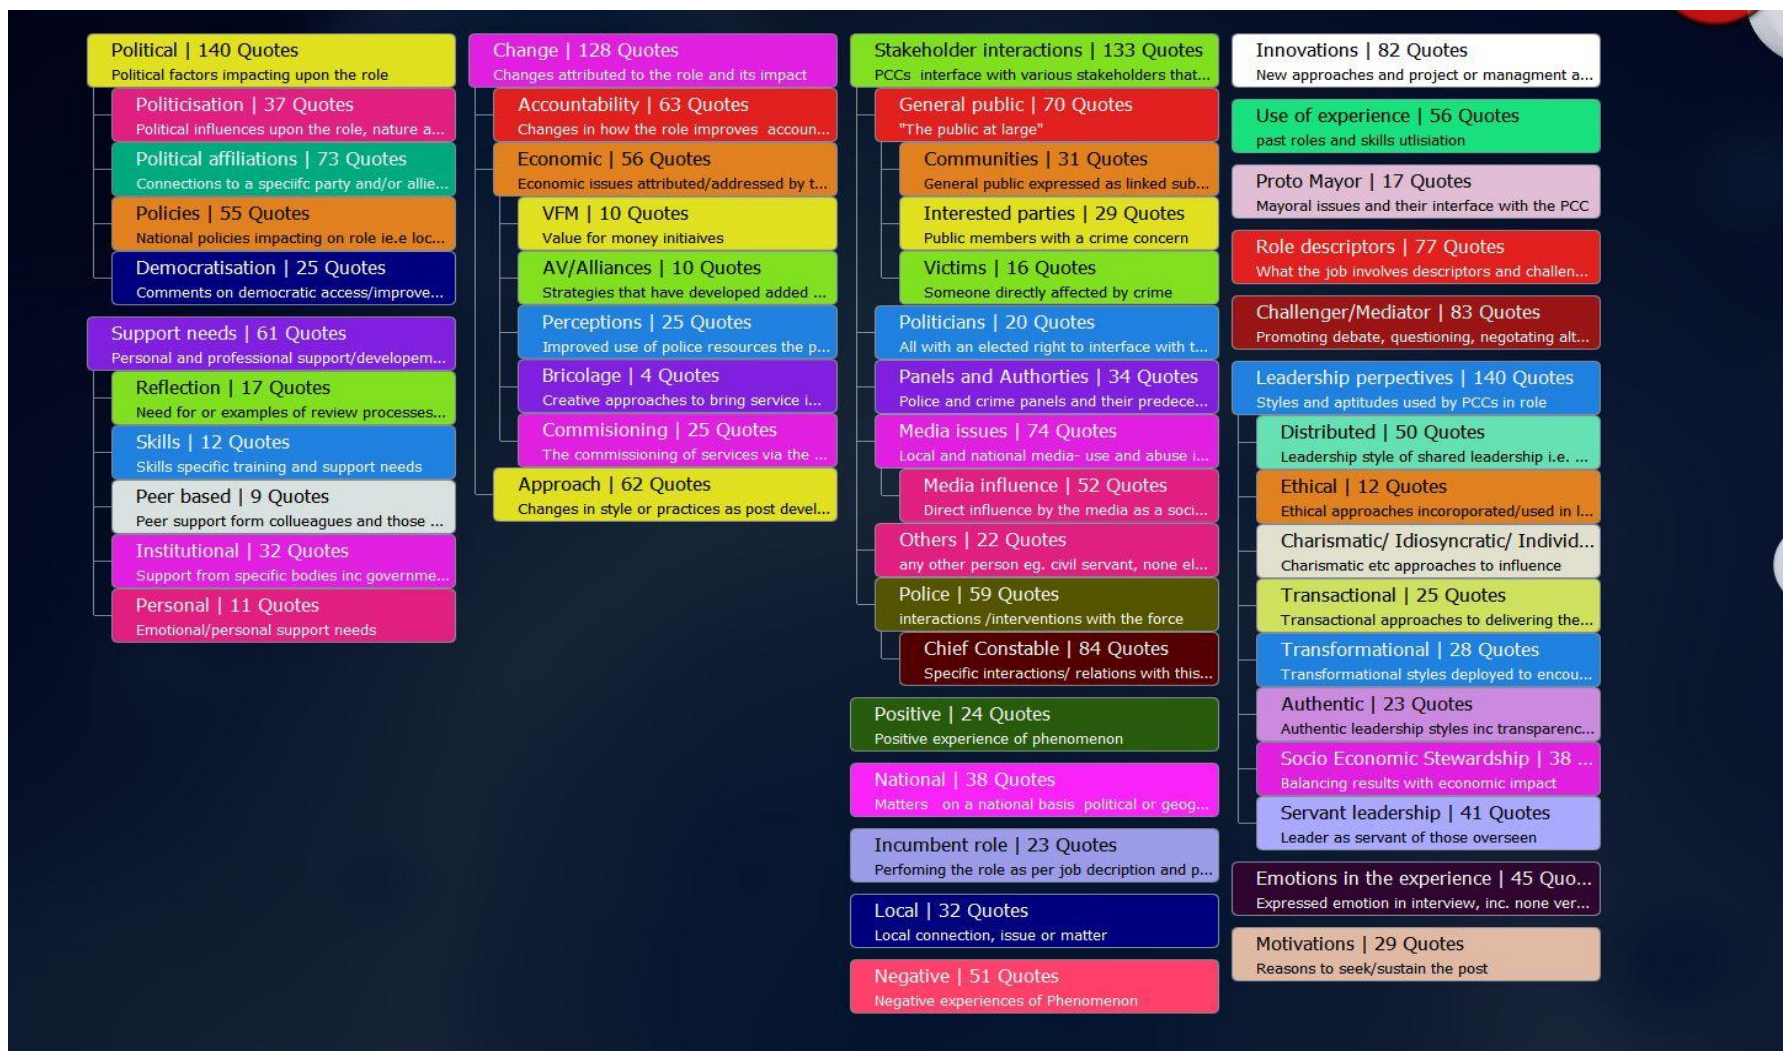 Political | 140 Quotes
Political factors impacting upon the role
Politicisation | 37 Quotes
Political influences upon the role, nature a...
Political affiliations | 73 Quotes
Connections to a speciifc party and/or allie...
Policies | 55 Quotes
National policies impacting on role ie.e loc...
Democratisation | 25 Quotes
Comments on democratic access/improve...
Support needs | 61 Quotes
Personal and professional support/developem...
Reflection | 17 Quotes
Need for or examples of review processes...
Skills | 12 Quotes
Skills specific training and support needs
Peer based | 9 Quotes
Peer support form collueagues and those ...
Institutional | 32 Quotes
Support from specific bodies inc governme...
Personal | 11 Quotes
Emotional/personal support needs
Change | 128 Quotes
Changes attributed to the role and its impact
Accountability | 63 Quotes
Changes in how the role improves  accoun...
Economic | 56 Quotes
Economic issues attributed/addressed by t...
VFM | 10 Quotes
Value for money initiaives
AV/Alliances | 10 Quotes
Strategies that have developed added ...
Perceptions | 25 Quotes
Improved use of police resources the p...
Bricolage | 4 Quotes
Creative approaches to bring service i...
Commisioning | 25 Quotes
The commissioning of services via the ...
Approach | 62 Quotes
Changes in style or practices as post devel...
Stakeholder interactions | 133 Quotes
PCCs  interface with various stakeholders that...
General public | 70 Quotes
"The public at large"
Communities | 31 Quotes
General public expressed as linked sub...
Interested parties | 29 Quotes
Public members with a crime concern
Victims | 16 Quotes
Someone directly affected by crime
Politicians | 20 Quotes
All with an elected right to interface with t...
Panels and Authorties | 34 Quotes
Police and crime panels and their predece...
Media issues | 74 Quotes
Local and national media- use and abuse i...
Media influence | 52 Quotes
Direct influence by the media as a soci...
Others | 22 Quotes
any other person eg. civil servant, none el...
Police | 59 Quotes
interactions /interventions with the force
Chief Constable | 84 Quotes
Specific interactions/ relations with this...
Positive | 24 Quotes
Positive experience of phenomenon
National | 38 Quotes
Matters   on a national basis  political or geog...
Incumbent role | 23 Quotes
Perfoming the role as per job decription and p...
Local | 32 Quotes
Local connection, issue or matter
Negative | 51 Quotes
Negative experiences of Phenomenon
Innovations | 82 Quotes
New approaches and project or managment a...
Use of experience | 56 Quotes
past roles and skills utlisiation
Proto Mayor | 17 Quotes
Mayoral issues and their interface with the PCC
Role descriptors | 77 Quotes
What the job involves descriptors and challen...
Challenger/Mediator | 83 Quotes
Promoting debate, questioning, negotating alt...
Leadership perpectives | 140 Quotes
Styles and aptitudes used by PCCs in role
Distributed | 50 Quotes
Leadership style of shared leadership i.e. ...
Ethical | 12 Quotes
Ethical approaches incoroporated/used in l...
Charismatic/ Idiosyncratic/ Individ...
Charismatic etc approaches to influence
Transactional | 25 Quotes
Transactional approaches to delivering the...
Transformational | 28 Quotes
Transformational styles deployed to encou...
Authentic | 23 Quotes
Authentic leadership styles inc transparenc...
Socio Economic Stewardship | 38 ...
Balancing results with economic impact
Servant leadership | 41 Quotes
Leader as servant of those overseen
Emotions in the experience | 45 Quo...
Expressed emotion in interview, inc. none ver...
Motivations | 29 Quotes
Reasons to seek/sustain the post